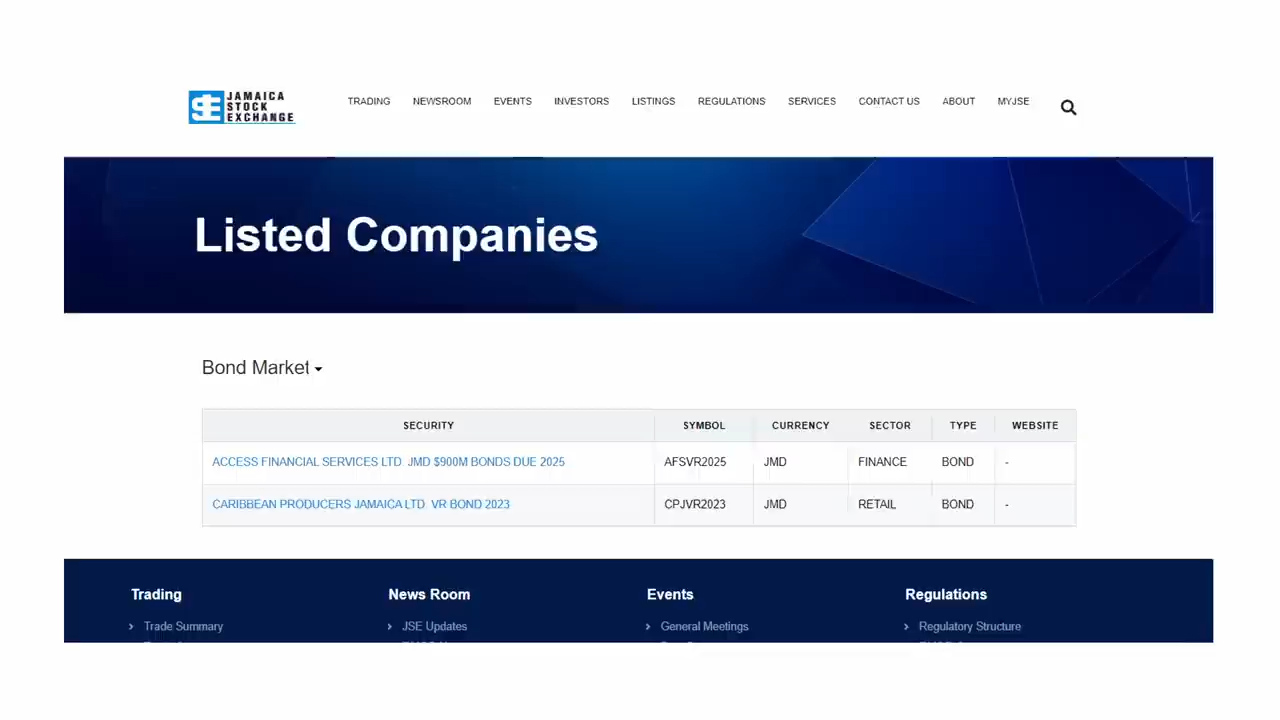 JAMAICA
STOCK
EXCHANGE
TRADING NEWSROOM EVENTS INVESTORS LISTINGS REGULATIONS SERVICES CONTACT US ABOUT MYJSE
Listed Companies
Bond Market
SECURITY SYMBOL CURRENCY SECTOR TYPE WEBSITE
ACCESS FINANCIAL SERVICES LTD. JMD $900M BONDS DUE 2025 AFSVR2025 JMD FINANCE BOND -
CARIBBEAN PRODUCERS JAMAICA LTD. VR BOND 2023 CPJVR2023 JMD RETAIL BOND -
Trading News Room Events Regulations
Trade Summary JSE Updates General Meetings Regulatory Structure